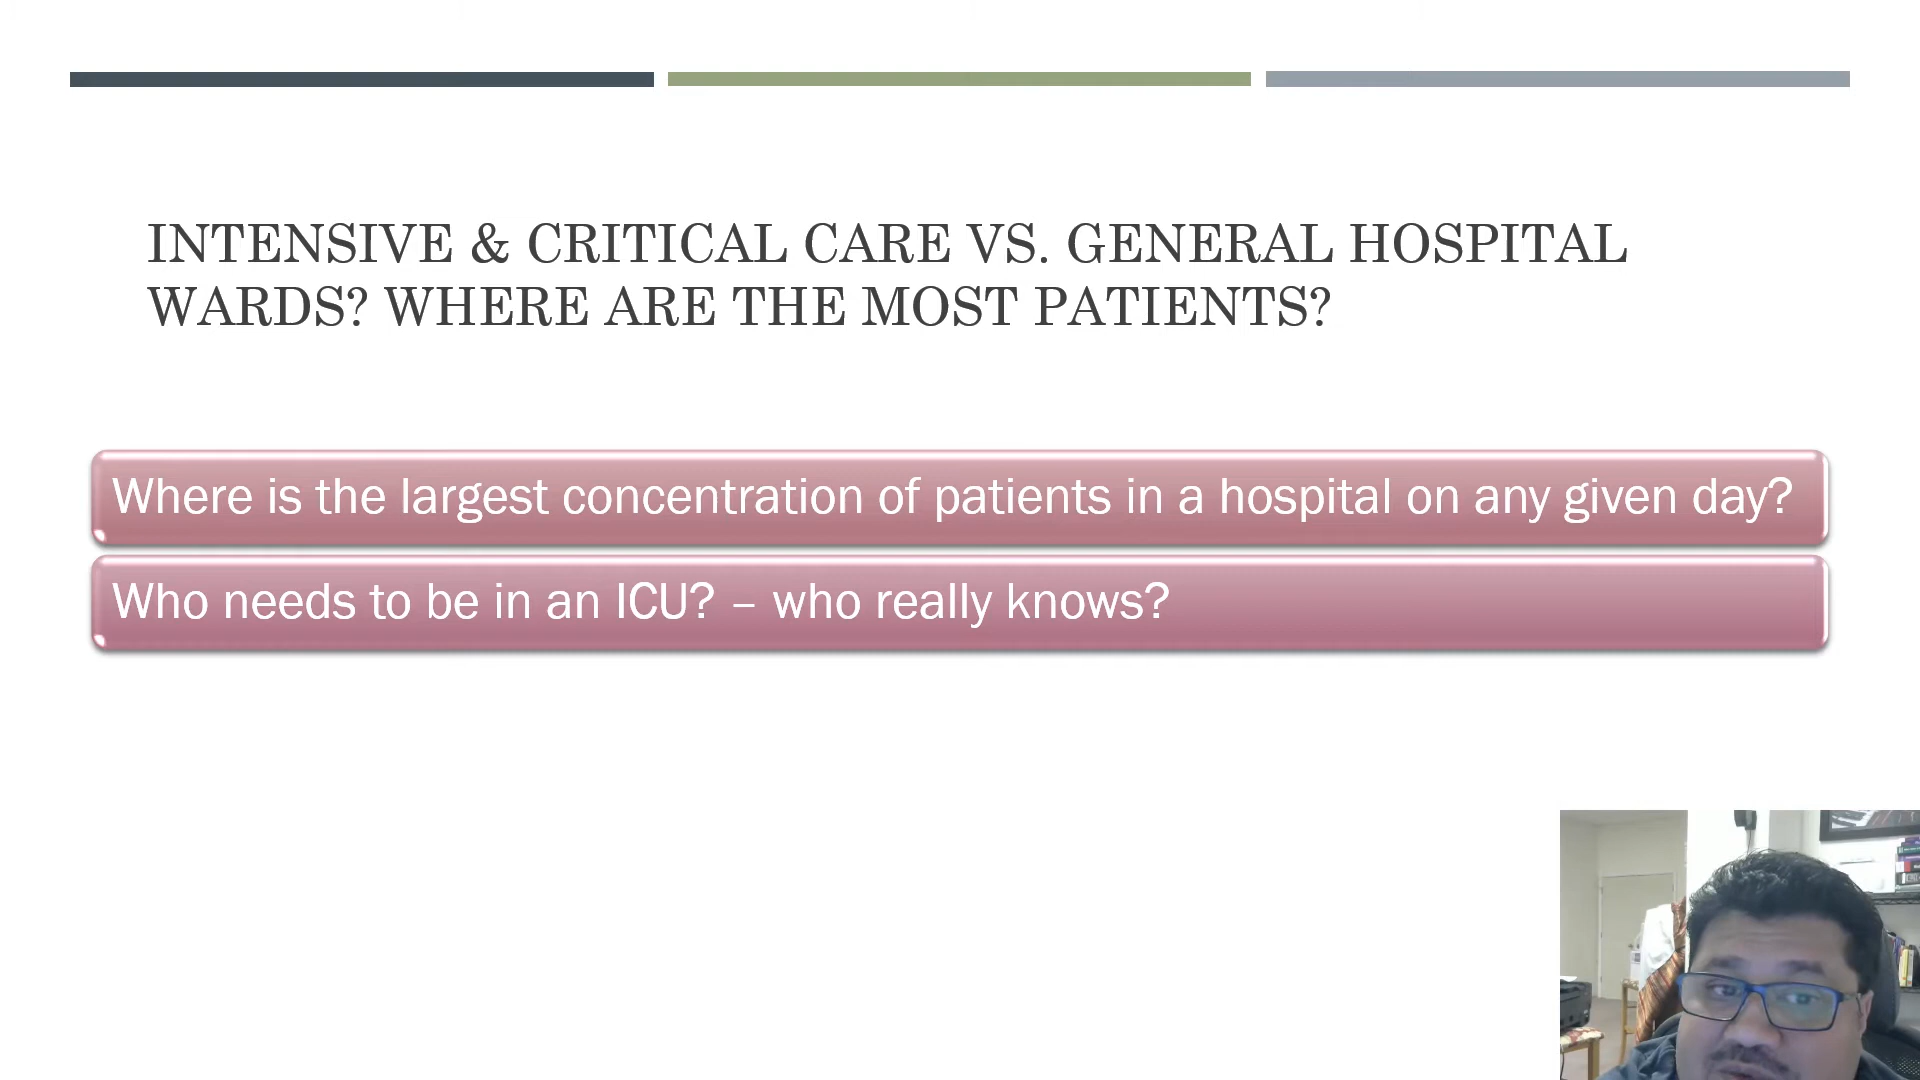 INTENSIVE & CRITICAL CARE VS. GENERAL HOSPITAL
WARDS? WHERE ARE THE MOST PATIENTS?
Where is the largest concentration of patients in a hospital on any given day?
Who needs to be in an ICU? – who really knows?